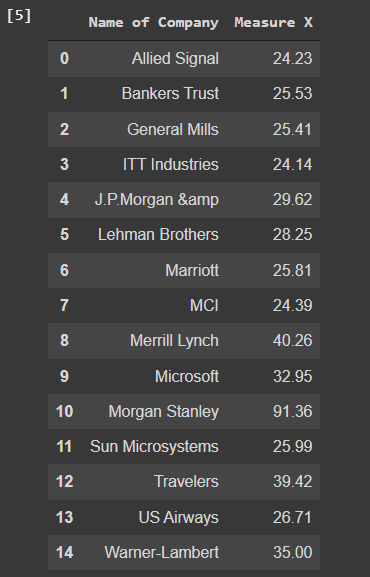 [5]
Name of Company Measure X
0 Allied Signal 24.23
1 Bankers Trust 25.53
2 General Mills 25.41
3 ITT Industries 24.14
4 J.P.Morgan &amp 29.62
5 Lehman Brothers 28.25
6 Marriott 25.81
7 MCI 24.39
8 Merrill Lynch 40.26
9 Microsoft 32.95
10 Morgan Stanley 91.36
11 Sun Microsystems 25.99
12 Travelers 39.42
13 US Airways 26.71
14 Warner-Lambert 35.00